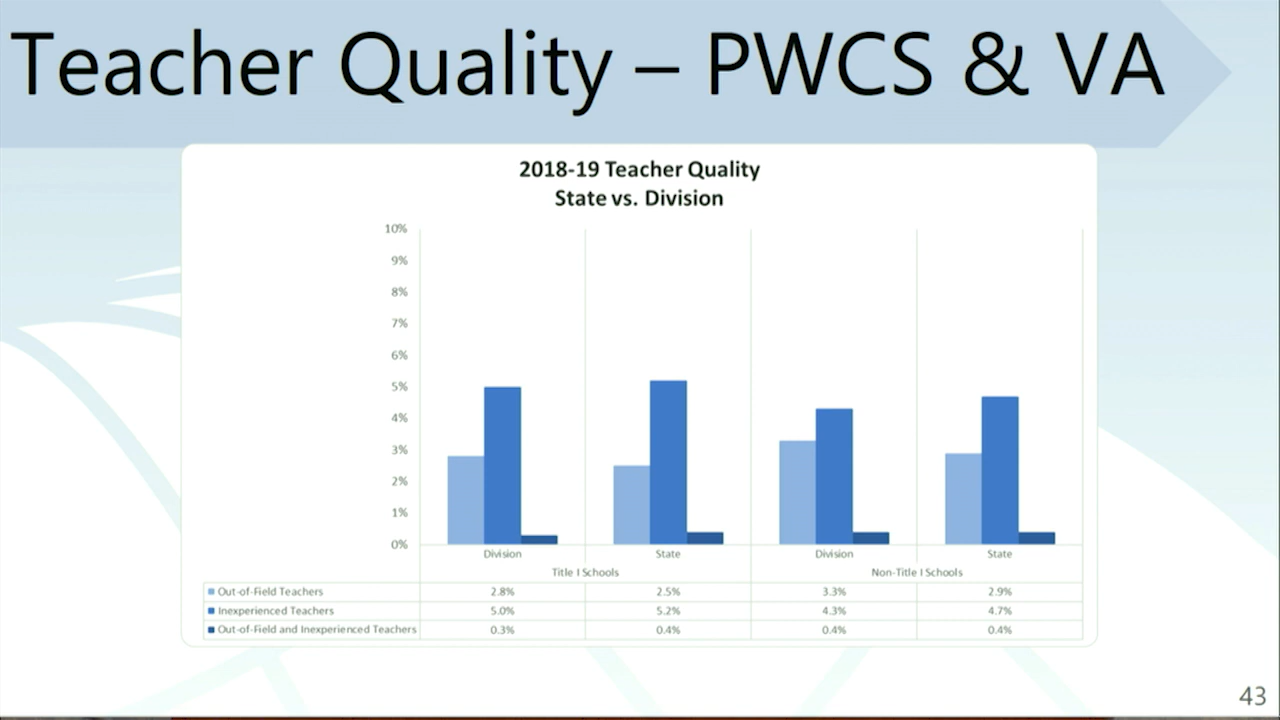 Teacher Quality – PWCS & VA
2018-19 Teacher Quality
State vs. Division
10%
9%
8%
7%
6%
5%
4%
3%
2%
1%
0%
Division State Division State
Title I Schools Non-Title I Schools
Out-of-Field Teachers 2.8% 2.5% 3.3% 2.9%
Inexperienced Teachers 5.0% 5.2% 4.3% 4.7%
Out-of-Field and Inexperienced Teachers 0.3% 0.4% 0.4% 0.4%
43